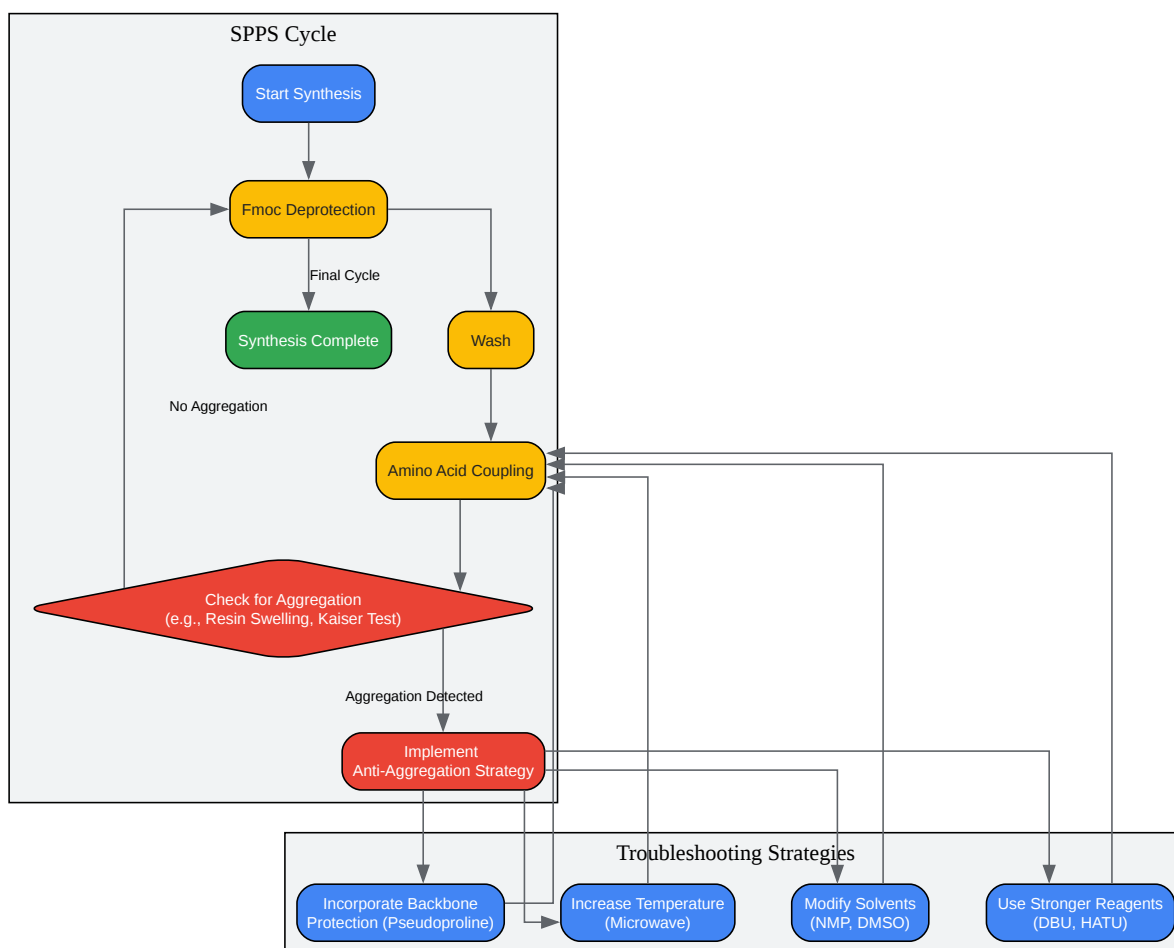 SPPS Cycle
Start Synthesis
Fmoc Deprotection
Final Cycle
Synthesis Complete
Wash
No Aggregation
Amino Acid Coupling
Check for Aggregation
(e.g., Resin Swelling, Kaiser Test)
Aggregation Detected
Implement
Anti-Aggregation Strategy
Troubleshooting Strategies
Incorporate Backbone
Protection (Pseudoproline)
Increase Temperature
(Microwave)
Modify Solvents
(NMP, DMSO)
Use Stronger Reagents
(DBU, HATU)